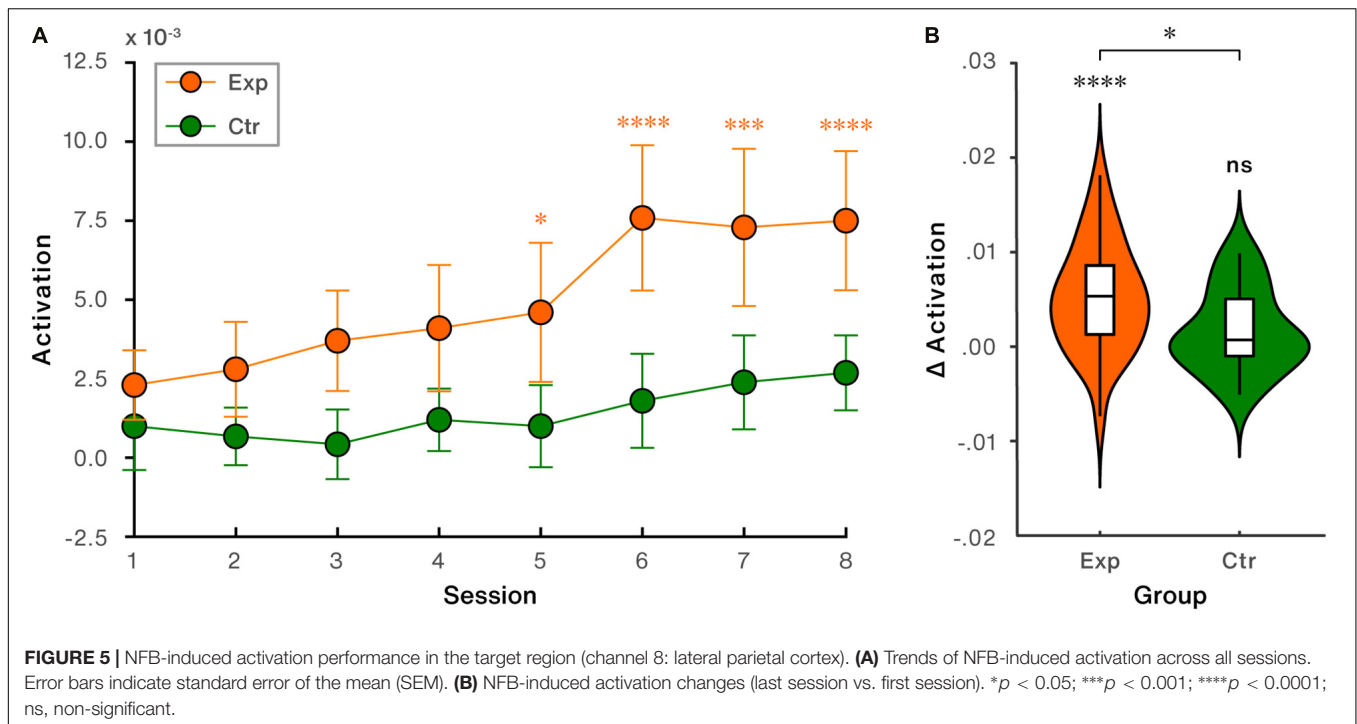 A
x 10⁻³
12.5
10.0
7.5
5.0
2.5
0.0
-2.5
Activation
Exp
Ctr
*
****
***
****
1 2 3 4 5 6 7 8
Session
B
*
****
ns
.03
.02
.01
.00
-.01
-.02
Δ Activation
Exp Ctr
Group
FIGURE 5 | NFB-induced activation performance in the target region (channel 8: lateral parietal cortex). (A) Trends of NFB-induced activation across all sessions.
Error bars indicate standard error of the mean (SEM). (B) NFB-induced activation changes (last session vs. first session). *p < 0.05; ***p < 0.001; ****p < 0.0001;
ns, non-significant.